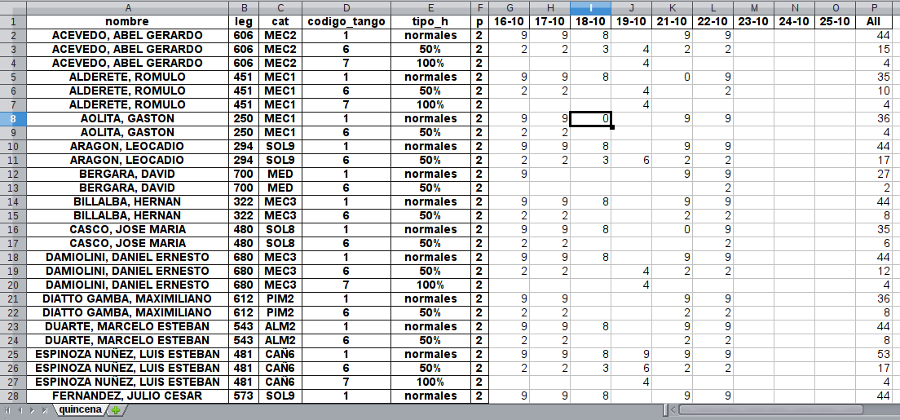 A B C D E F G H I J K L M N O P
1 nombre leg cat codigo_tango tipo_h p 16-10 17-10 18-10 19-10 21-10 22-10 23-10 24-10 25-10 All
2 ACEVEDO, ABEL GERARDO 606 MEC2 1 normales 2 9 9 8 9 9 44
3 ACEVEDO, ABEL GERARDO 606 MEC2 6 50% 2 2 2 3 4 2 2 15
4 ACEVEDO, ABEL GERARDO 606 MEC2 7 100% 2 4 4
5 ALDERETE, ROMULO 451 MEC1 1 normales 2 9 9 8 0 9 35
6 ALDERETE, ROMULO 451 MEC1 6 50% 2 2 2 4 2 10
7 ALDERETE, ROMULO 451 MEC1 7 100% 2 4 4
8 AOLITA, GASTON 250 MEC1 1 normales 2 9 9 0 9 9 36
9 AOLITA, GASTON 250 MEC1 6 50% 2 2 2 4
10 ARAGON, LEOCADIO 294 SOL9 1 normales 2 9 9 8 9 9 44
11 ARAGON, LEOCADIO 294 SOL9 6 50% 2 2 2 3 6 2 2 17
12 BERGARA, DAVID 700 MED 1 normales 2 9 9 9 27
13 BERGARA, DAVID 700 MED 6 50% 2 2 2
14 BILLALBA, HERNAN 322 MEC3 1 normales 2 9 9 8 9 9 44
15 BILLALBA, HERNAN 322 MEC3 6 50% 2 2 2 2 2 8
16 CASCO, JOSE MARIA 480 SOL8 1 normales 2 9 9 8 0 9 35
17 CASCO, JOSE MARIA 480 SOL8 6 50% 2 2 2 2 6
18 DAMIOLINI, DANIEL ERNESTO 680 MEC3 1 normales 2 9 9 8 9 9 44
19 DAMIOLINI, DANIEL ERNESTO 680 MEC3 6 50% 2 2 2 4 2 2 12
20 DAMIOLINI, DANIEL ERNESTO 680 MEC3 7 100% 2 4 4
21 DIATTO GAMBA, MAXIMILIANO 612 PIM2 1 normales 2 9 9 9 9 36
22 DIATTO GAMBA, MAXIMILIANO 612 PIM2 6 50% 2 2 2 2 2 8
23 DUARTE, MARCELO ESTEBAN 543 ALM2 1 normales 2 9 9 8 9 9 44
24 DUARTE, MARCELO ESTEBAN 543 ALM2 6 50% 2 2 2 2 2 8
25 ESPINOZA NUÑEZ, LUIS ESTEBAN 481 CAÑ6 1 normales 2 9 9 8 9 9 9 53
26 ESPINOZA NUÑEZ, LUIS ESTEBAN 481 CAÑ6 6 50% 2 2 2 3 6 2 2 17
27 ESPINOZA NUÑEZ, LUIS ESTEBAN 481 CAÑ6 7 100% 2 4 4
28 FERNANDEZ, JULIO CESAR 573 SOL9 1 normales 2 9 9 8 9 9 44
quincena